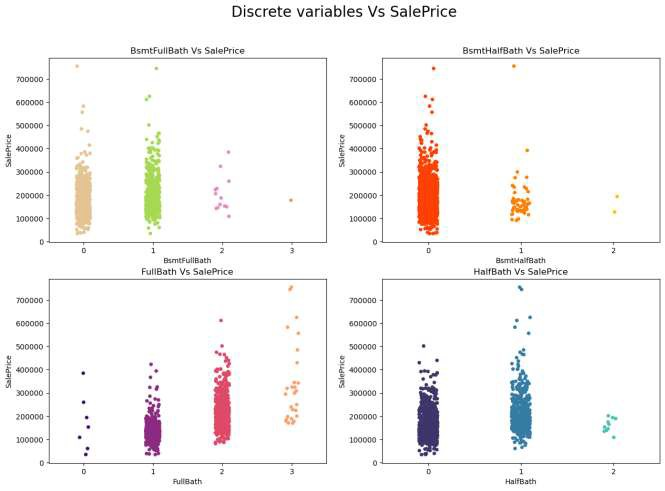 Discrete variables Vs SalePrice
BsmtFullBath Vs SalePrice
SalePrice
700000
600000
500000
400000
300000
200000
100000
0
0 1 2 3
BsmtFullBath
BsmtHalfBath Vs SalePrice
SalePrice
700000
600000
500000
400000
300000
200000
100000
0
0 1 2
BsmtHalfBath
FullBath Vs SalePrice
SalePrice
700000
600000
500000
400000
300000
200000
100000
0
0 1 2 3
FullBath
HalfBath Vs SalePrice
SalePrice
700000
600000
500000
400000
300000
200000
100000
0
0 1 2
HalfBath